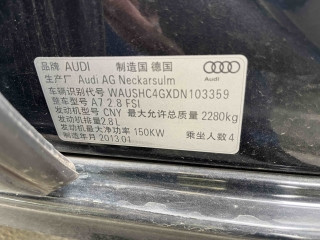 品牌 AUDI 制造国 德国
Audi
生产厂 Audi AG Neckarsulm
车辆识别代号 WAUSHC4GXDN103359
整车型号 A7 2.8 FSI
发动机型号 CNY 最大允许总质量 2280kg
发动机排量 2.8L
发动机最大净功率 150KW 乘坐人数 4
制造年月 2013.01